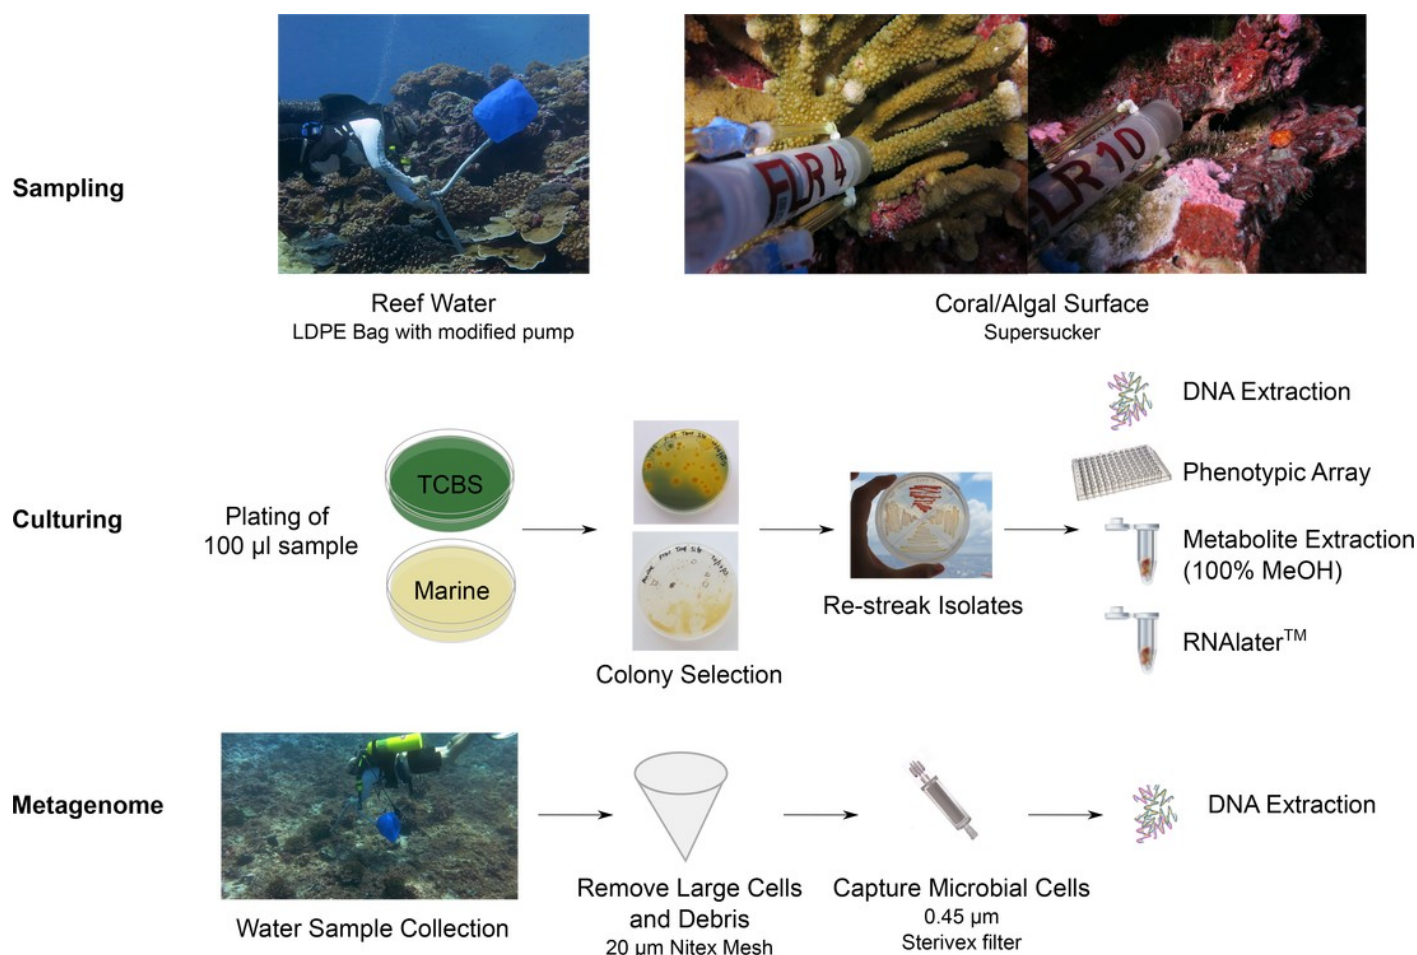 Sampling
FLR 4
FLR 10
Reef Water
LDPE Bag with modified pump
Coral/Algal Surface
Supersucker
Culturing
Plating of
100 µl sample
TCBS
Marine
Colony Selection
Re-streak Isolates
DNA Extraction
Phenotypic Array
Metabolite Extraction
(100% MeOH)
RNAlater™
Metagenome
Water Sample Collection
Remove Large Cells
and Debris
20 µm Nitex Mesh
Capture Microbial Cells
0.45 µm
Sterivex filter
DNA Extraction